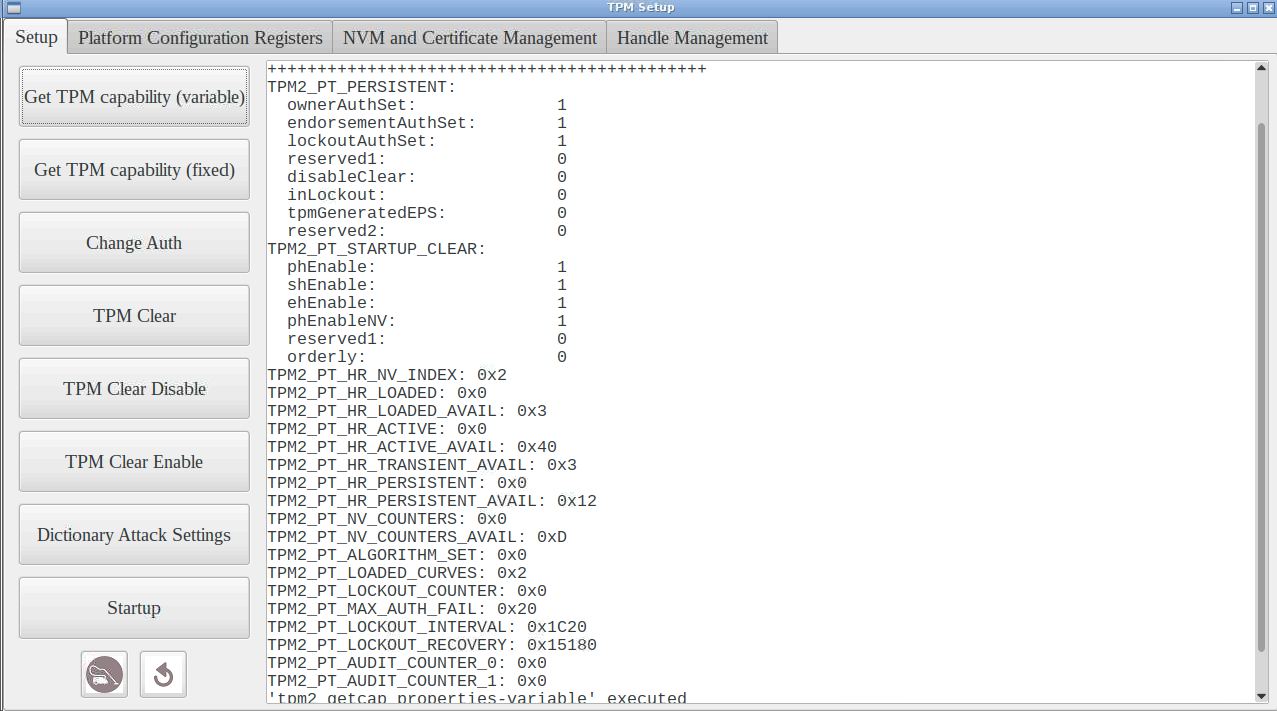 TPM Setup
Setup
Platform Configuration Registers
NVM and Certificate Management
Handle Management
Get TPM capability (variable)
Get TPM capability (fixed)
Change Auth
TPM Clear
TPM Clear Disable
TPM Clear Enable
Dictionary Attack Settings
Startup
++++++++++++++++++++++++++++++++++++++++++++
TPM2_PT_PERSISTENT:
  ownerAuthSet:              1
  endorsementAuthSet:        1
  lockoutAuthSet:            1
  reserved1:                 0
  disableClear:              0
  inLockout:                 0
  tpmGeneratedEPS:           0
  reserved2:                 0
TPM2_PT_STARTUP_CLEAR:
  phEnable:                  1
  shEnable:                  1
  ehEnable:                  1
  phEnableNV:                1
  reserved1:                 0
  orderly:                   0
TPM2_PT_HR_NV_INDEX: 0x2
TPM2_PT_HR_LOADED: 0x0
TPM2_PT_HR_LOADED_AVAIL: 0x3
TPM2_PT_HR_ACTIVE: 0x0
TPM2_PT_HR_ACTIVE_AVAIL: 0x40
TPM2_PT_HR_TRANSIENT_AVAIL: 0x3
TPM2_PT_HR_PERSISTENT: 0x0
TPM2_PT_HR_PERSISTENT_AVAIL: 0x12
TPM2_PT_NV_COUNTERS: 0x0
TPM2_PT_NV_COUNTERS_AVAIL: 0xD
TPM2_PT_ALGORITHM_SET: 0x0
TPM2_PT_LOADED_CURVES: 0x2
TPM2_PT_LOCKOUT_COUNTER: 0x0
TPM2_PT_MAX_AUTH_FAIL: 0x20
TPM2_PT_LOCKOUT_INTERVAL: 0x1C20
TPM2_PT_LOCKOUT_RECOVERY: 0x15180
TPM2_PT_AUDIT_COUNTER_0: 0x0
TPM2_PT_AUDIT_COUNTER_1: 0x0
'tpm2_getcap properties-variable' executed